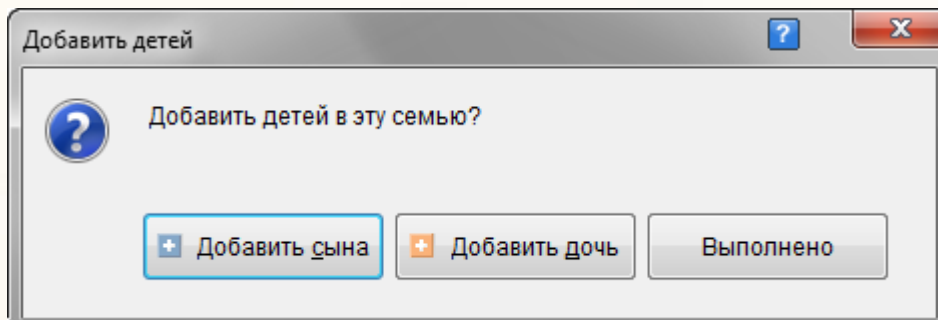 Добавить детей
Добавить детей в эту семью?
Добавить сына Добавить дочь Выполнено